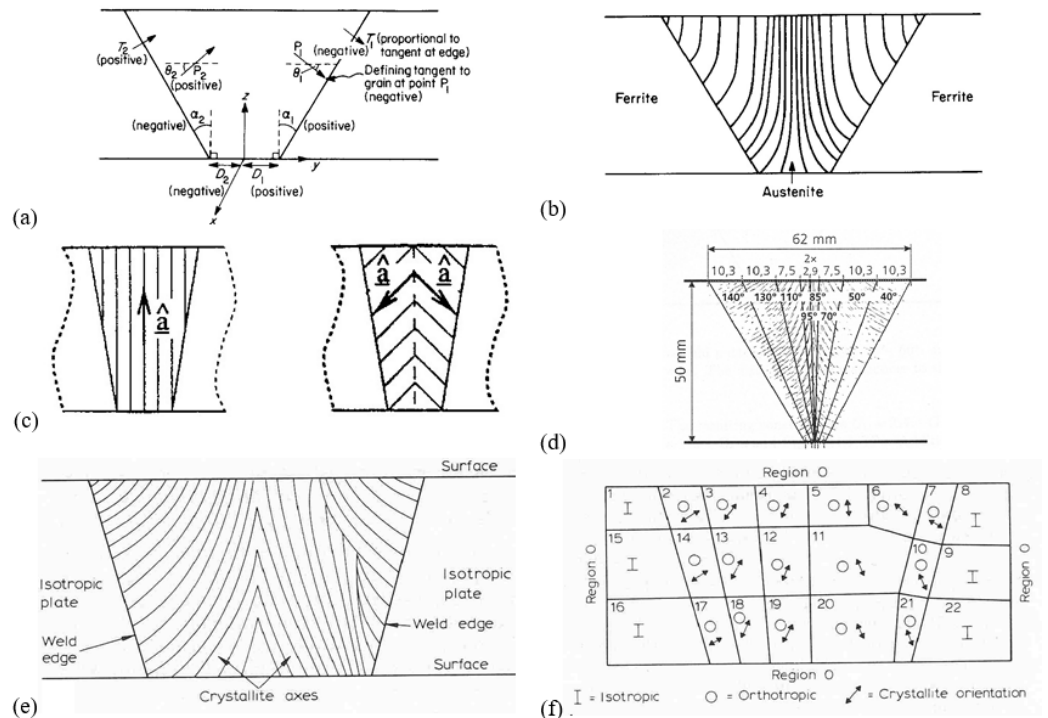 T₂
(positive)
θ₂ P₂
(positive)
(negative) α₂
P₁ (negative)
T₁ (proportional to
tangent at edge)
θ₁
Defining tangent to
grain at point P₁
(negative)
z
α₁ (positive)
y
D₂ D₁
(negative) (positive)
x
(a)
Ferrite
Ferrite
Austenite
(b)
â
â â
(c)
62 mm
2x
10,3 10,3 7,5 2,9 7,5 10,3 10,3
140° 130° 110° 85° 50° 40°
95° 70°
50 mm
(d)
Surface
Isotropic
plate
Isotropic
plate
Weld
edge
Weld edge
Surface
Crystallite axes
(e)
Region O
1 2 3 4 5 6 7 8
I I
15 14 13 12 11 10 9
I I
16 17 18 19 20 21 22
I I
Region O
Region O
Region O
I = Isotropic = Orthotropic = Crystallite orientation
(f)